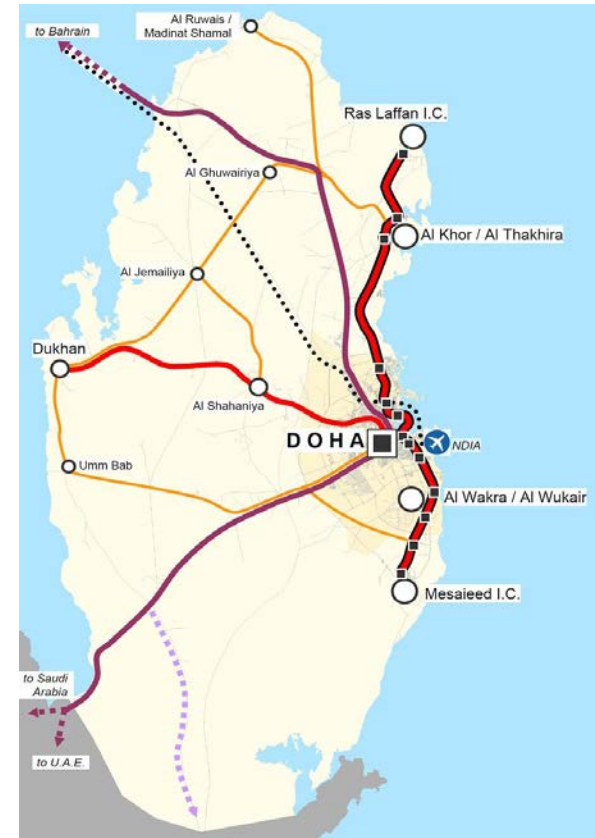 Al Ruwais /
Madinat Shamal
to Bahrain
Ras Laffan I.C.
Al Ghuwairiya
Al Khor / Al Thakhira
Al Jemailiya
Dukhan
Al Shahaniya
DOHA
NDIA
Umm Bab
Al Wakra / Al Wukair
Mesaieed I.C.
to Saudi
Arabia
to U.A.E.